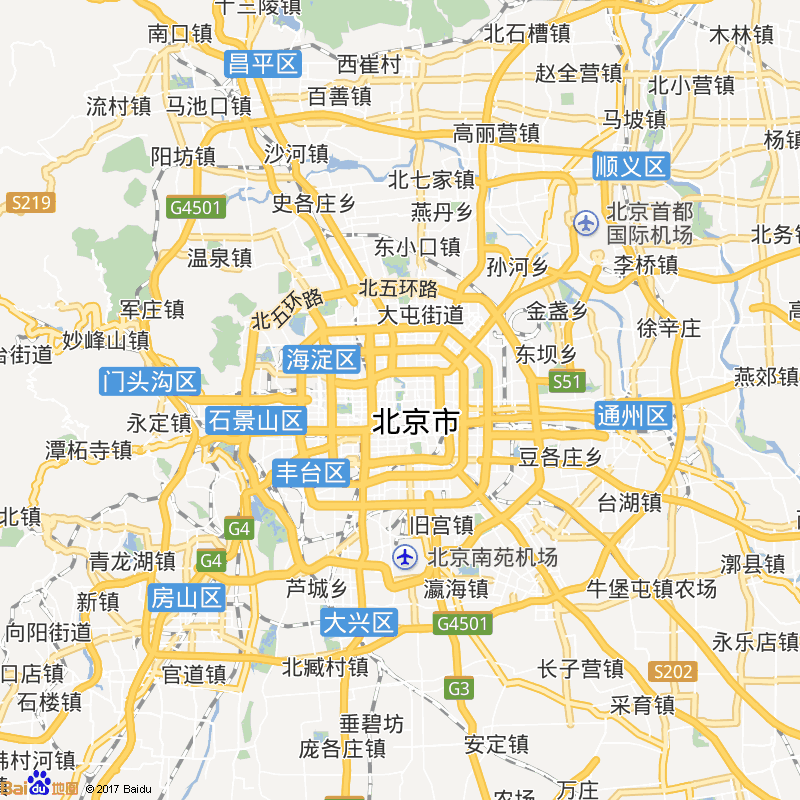 十三陵镇
南口镇
北石槽镇
木林镇
昌平区
西崔村
赵全营镇
北小营镇
流村镇
马池口镇
百善镇
马坡镇
高丽营镇
杨镇
阳坊镇
沙河镇
顺义区
北七家镇
S219
G4501
史各庄乡
燕丹乡
北京首都
国际机场
北务镇
温泉镇
东小口镇
孙河乡
李桥镇
北五环路
军庄镇
北五环路
大屯街道
金盏乡
徐辛庄
妙峰山镇
台街道
海淀区
东坝乡
门头沟区
S51
燕郊镇
永定镇
石景山区
北京市
通州区
潭柘寺镇
丰台区
豆各庄乡
台湖镇
北镇
G4
旧宫镇
青龙湖镇
G4
北京南苑机场
漷县镇
新镇
房山区
芦城乡
瀛海镇
牛堡屯镇农场
向阳街道
大兴区
G4501
永乐店镇
口店镇
官道镇
北臧村镇
长子营镇
S202
石楼镇
G3
采育镇
垂碧坊
庞各庄镇
安定镇
韩村河镇
万庄
农场
Bai du 地图
© 2017 Baidu